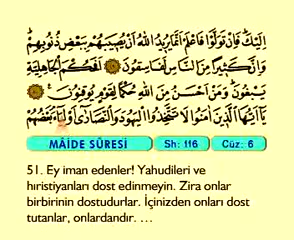 اِلَيْكَ فَاِنْ تَوَلَّوْا فَاعْلَمْ اَنَّمَا يُرِيدُ اللّٰهُ اَنْ يُصِيبَهُمْ بِبَعْضِ ذُنُوبِهِمْ
وَاِنَّ كَثِيرًا مِنَ النَّاسِ لَفَاسِقُونَ اَفَحُكْمَ الْجَاهِلِيَّةِ
يَبْغُونَ وَمَنْ اَحْسَنُ مِنَ اللّٰهِ حُكْمًا لِقَوْمٍ يُوقِنُونَ
يَا اَيُّهَا الَّذِينَ اٰمَنُوا لَا تَتَّخِذُوا الْيَهُودَ وَالنَّصَارٰى اَوْلِيَاءَ بَعْضُهُمْ
MÂİDE SÛRESİ Sh: 116 Cüz: 6
51. Ey iman edenler! Yahudileri ve
hıristiyanları dost edinmeyin. Zira onlar
birbirinin dostudurlar. İçinizden onları dost
tutanlar, onlardandır. …